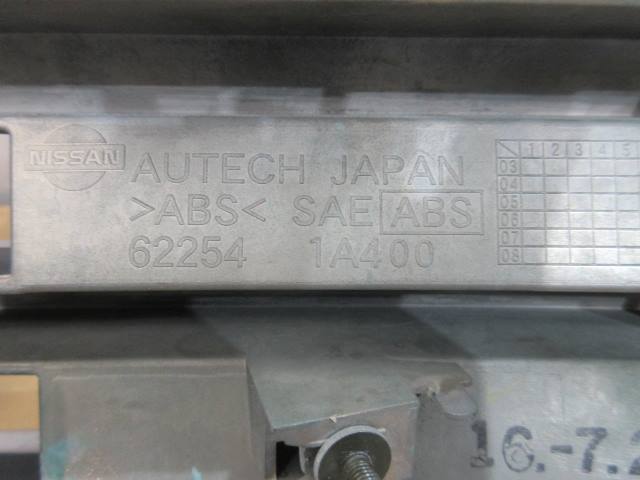 NISSAN
AUTECH JAPAN
>ABS< SAE ABS
62254 1A400
1 2 3 4 5
03
04
05
06
07
08
16.-7.2